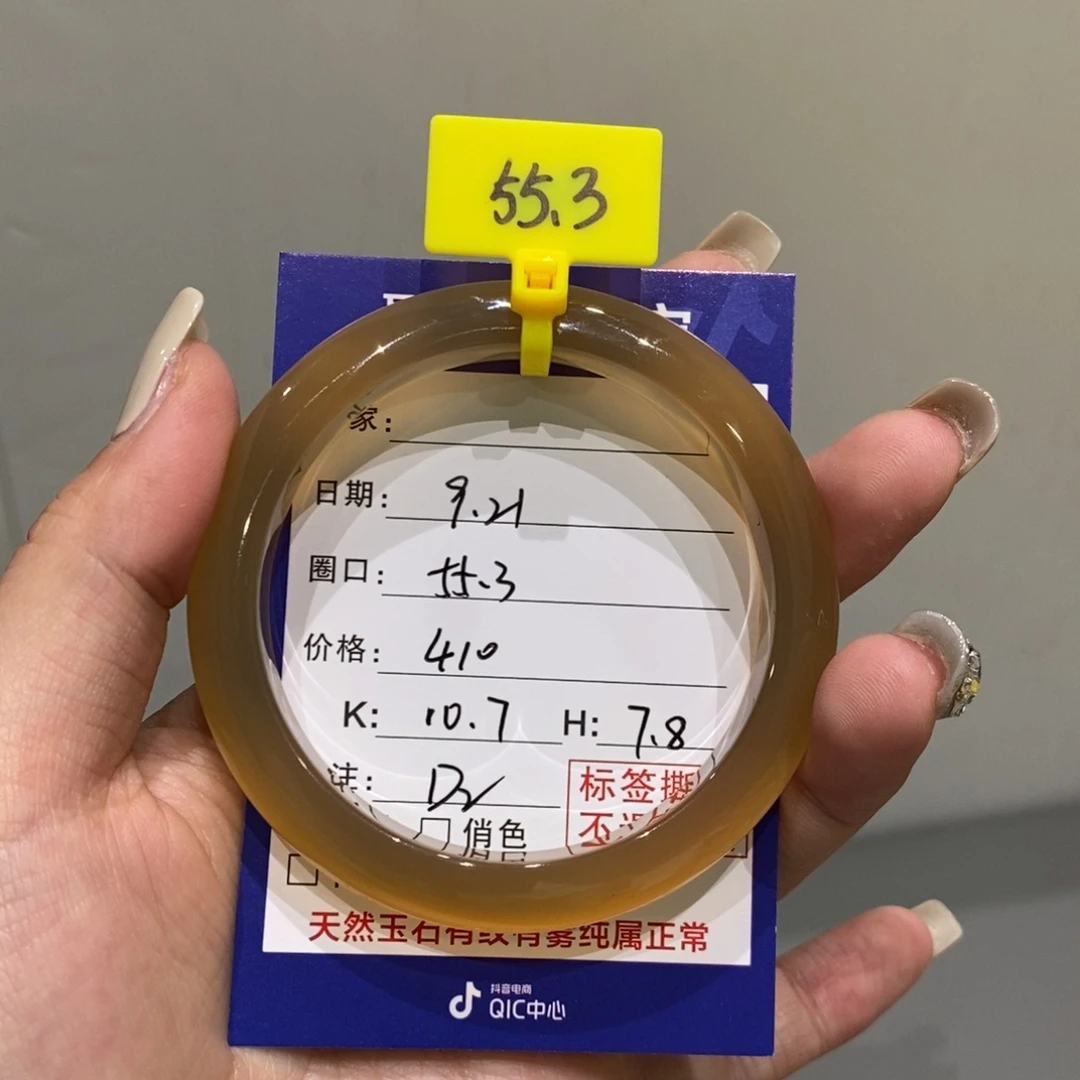 55.3
家:
日期: 9.21
圈口: 55.3
价格: 410
K: 10.7 H: 7.8
注:
标签撕
不
俏色
天然玉石有纹有雾纯属正常
抖音电商
QIC中心